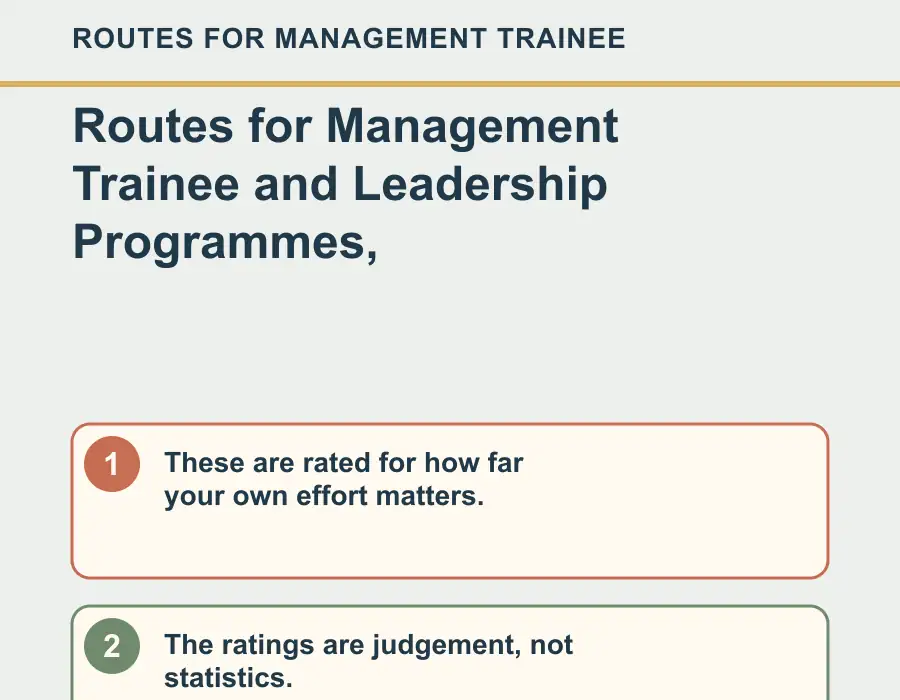 ROUTES FOR MANAGEMENT TRAINEE
Routes for Management
Trainee and Leadership
Programmes,
1
These are rated for how far
your own effort matters.
2
The ratings are judgement, not
statistics.